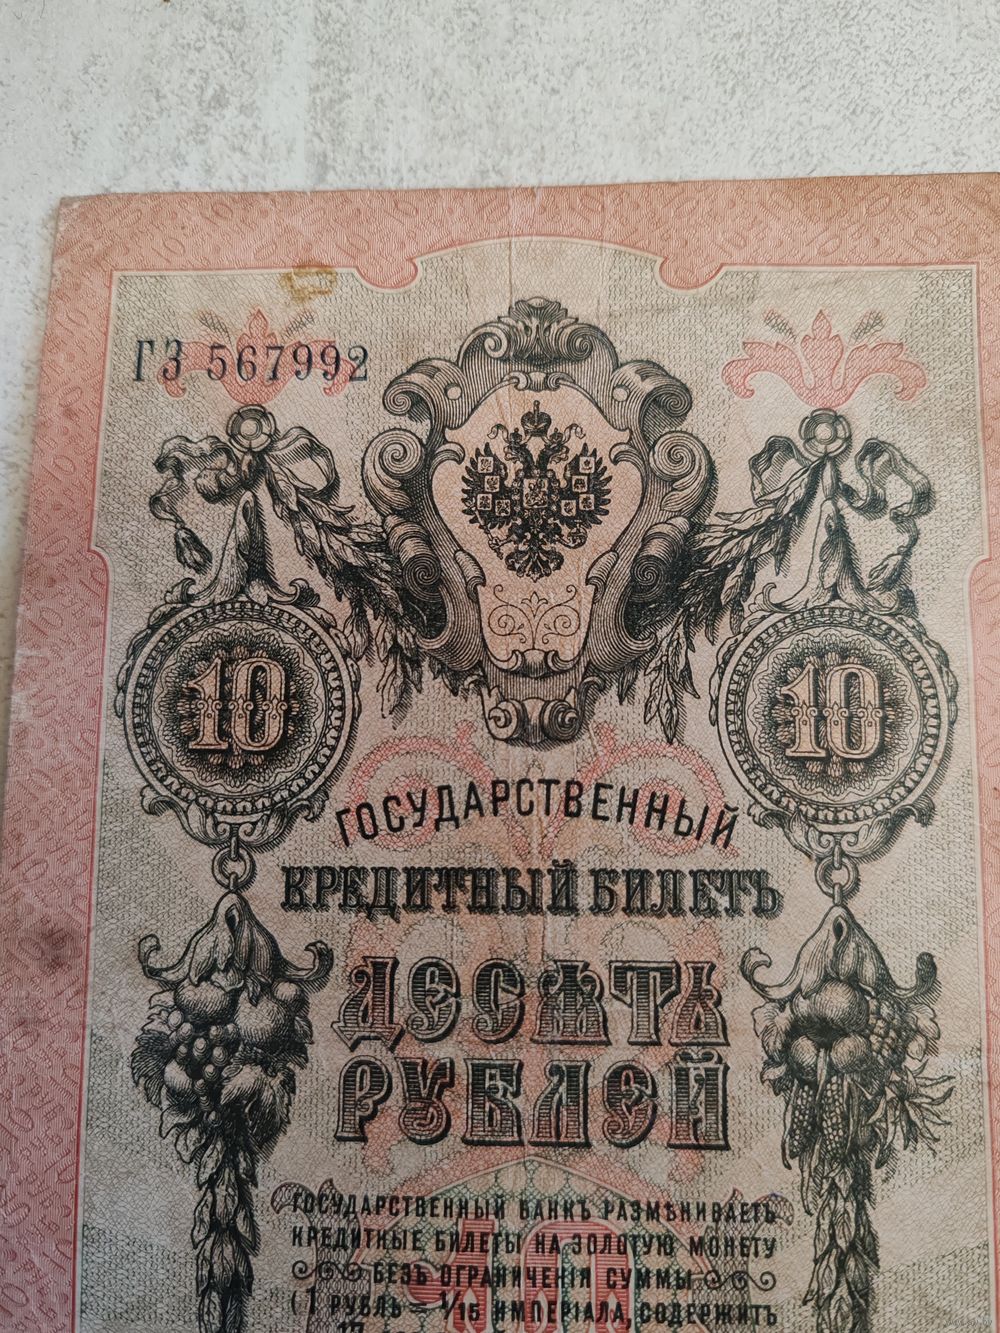 ГЗ 567992
10 10
ГОСУДАРСТВЕННЫЙ
КРЕДИТНЫЙ БИЛЕТЪ
ДЕСЯТЬ
РУБЛЕЙ
ГОСУДАРСТВЕННЫЙ БАНКЪ РАЗМѢНИВАЕТЪ
КРЕДИТНЫЕ БИЛЕТЫ НА ЗОЛОТУЮ МОНЕТУ
БЕЗЪ ОГРАНИЧЕНІЯ СУММЫ
(1 РУБЛЬ = 1/15 ИМПЕРІАЛА, СОДЕРЖИТЪ
17